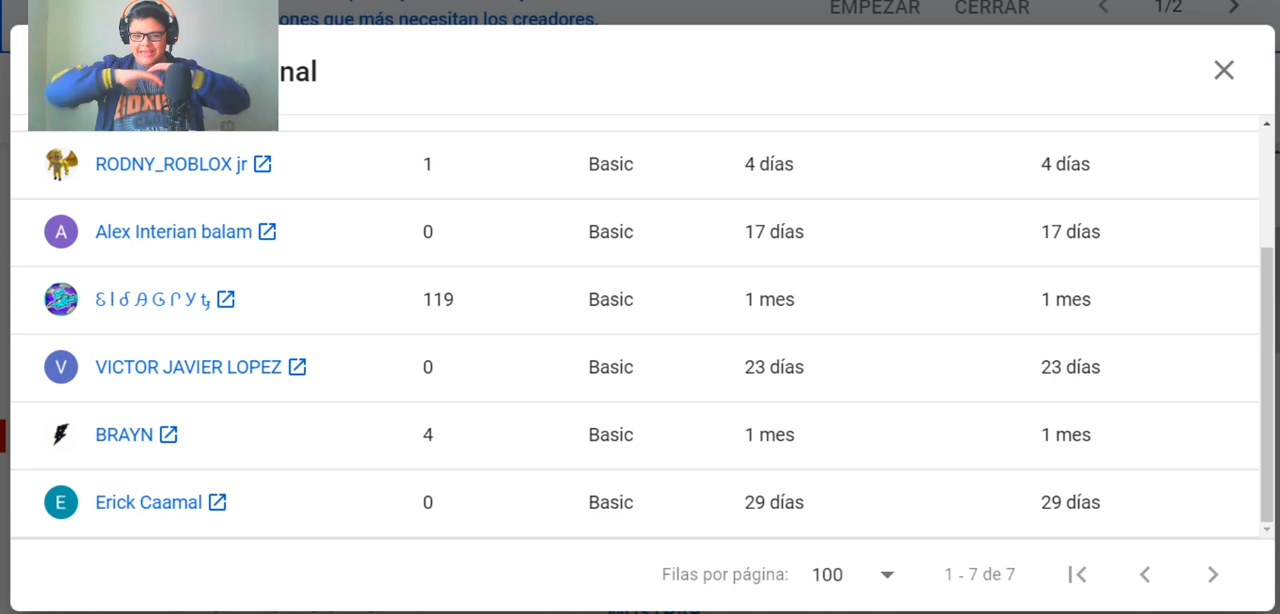 ones que más necesitan los creadores.
EMPEZAR CERRAR 1/2
nal
RODNY_ROBLOX jr 1 Basic 4 días 4 días
A Alex Interian balam 0 Basic 17 días 17 días
119 Basic 1 mes 1 mes
V VICTOR JAVIER LOPEZ 0 Basic 23 días 23 días
BRAYN 4 Basic 1 mes 1 mes
E Erick Caamal 0 Basic 29 días 29 días
Filas por página: 100 1 - 7 de 7